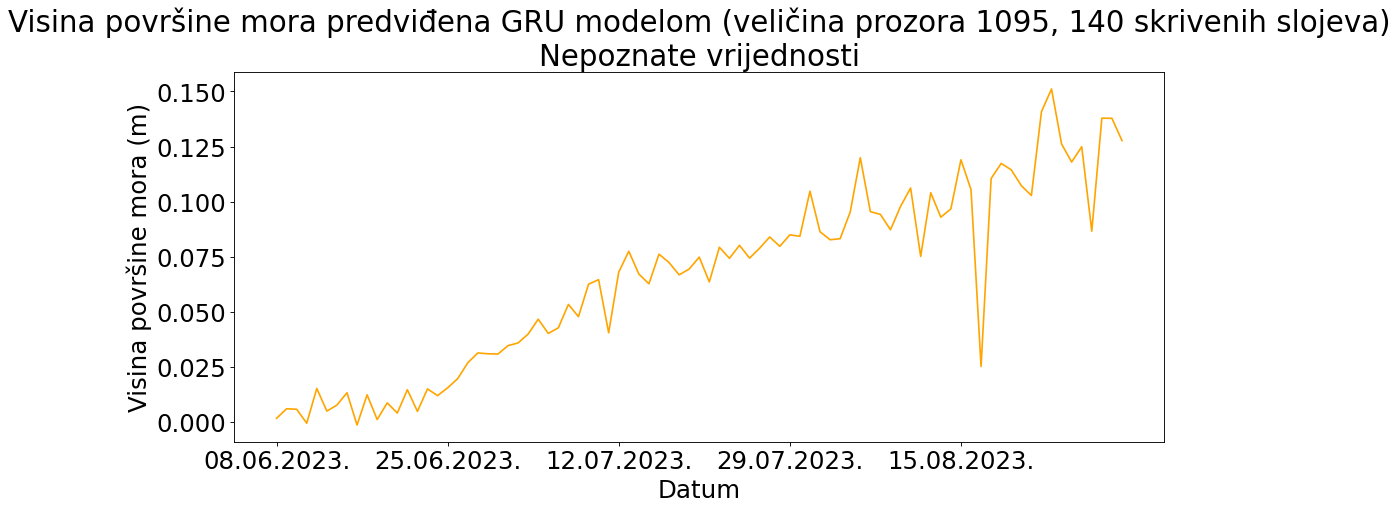 Visina površine mora predviđena GRU modelom (veličina prozora 1095, 140 skrivenih slojeva)
Nepoznate vrijednosti
Visina površine mora (m)
0.150
0.125
0.100
0.075
0.050
0.025
0.000
08.06.2023. 25.06.2023. 12.07.2023. 29.07.2023. 15.08.2023.
Datum